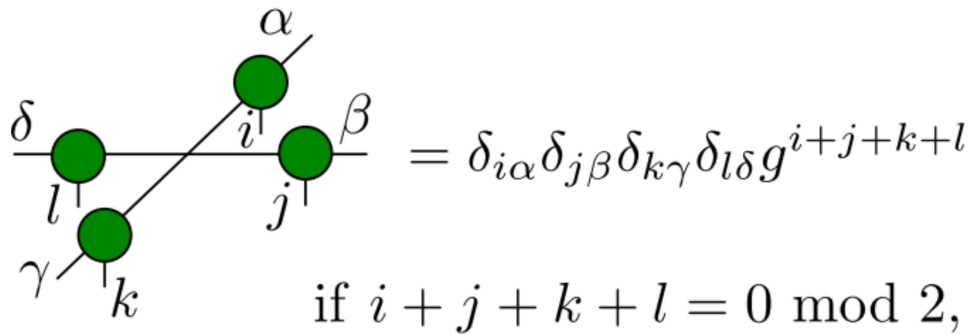 α
δ
i
β
= δ_{iα}δ_{jβ}δ_{kγ}δ_{lδ}g^{i+j+k+l}
l
j
γ
k
if i + j + k + l = 0 mod 2,